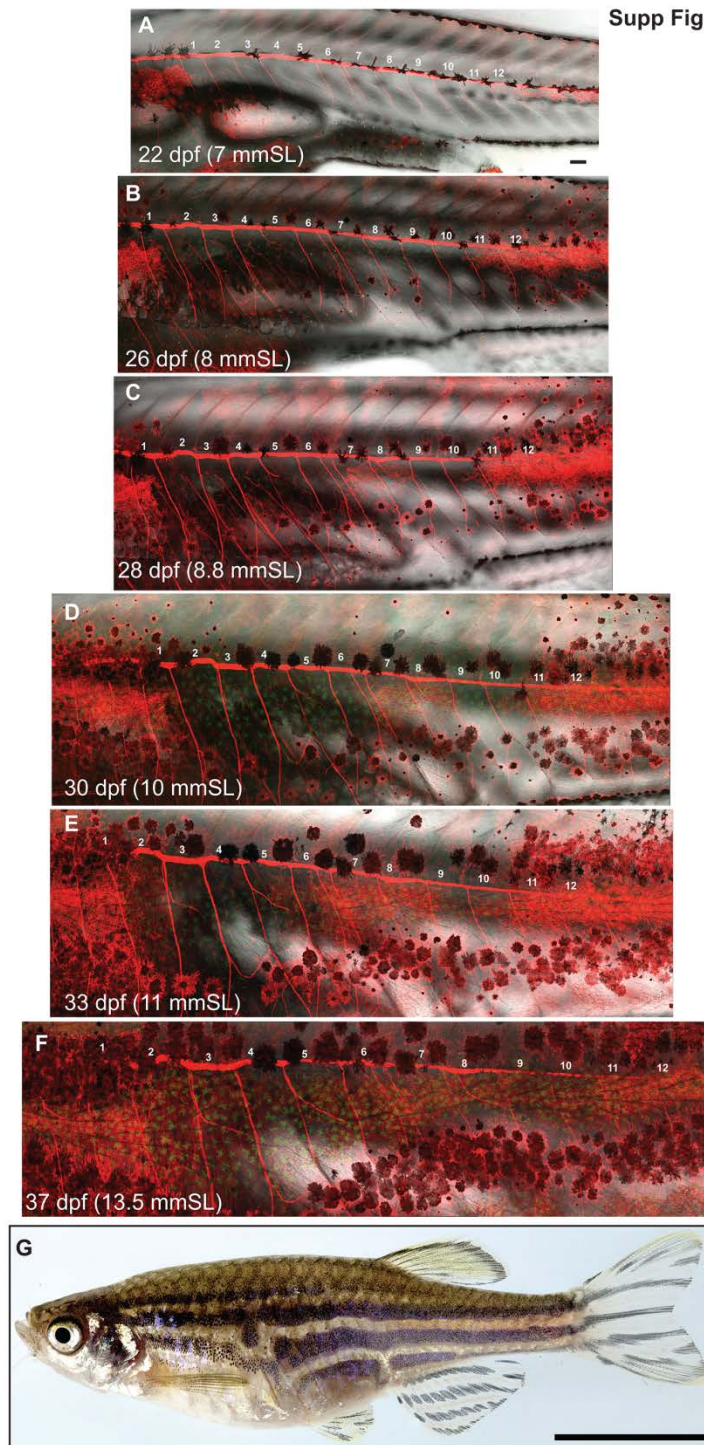 Supp Fig
A
1 2 3 4 5 6 7 8 9 10 11 12
22 dpf (7 mmSL)
B
1 2 3 4 5 6 7 8 9 10 11 12
26 dpf (8 mmSL)
C
1 2 3 4 5 6 7 8 9 10 11 12
28 dpf (8.8 mmSL)
D
1 2 3 4 5 6 7 8 9 10 11 12
30 dpf (10 mmSL)
E
1 2 3 4 5 6 7 8 9 10 11 12
33 dpf (11 mmSL)
F
1 2 3 4 5 6 7 8 9 10 11 12
37 dpf (13.5 mmSL)
G